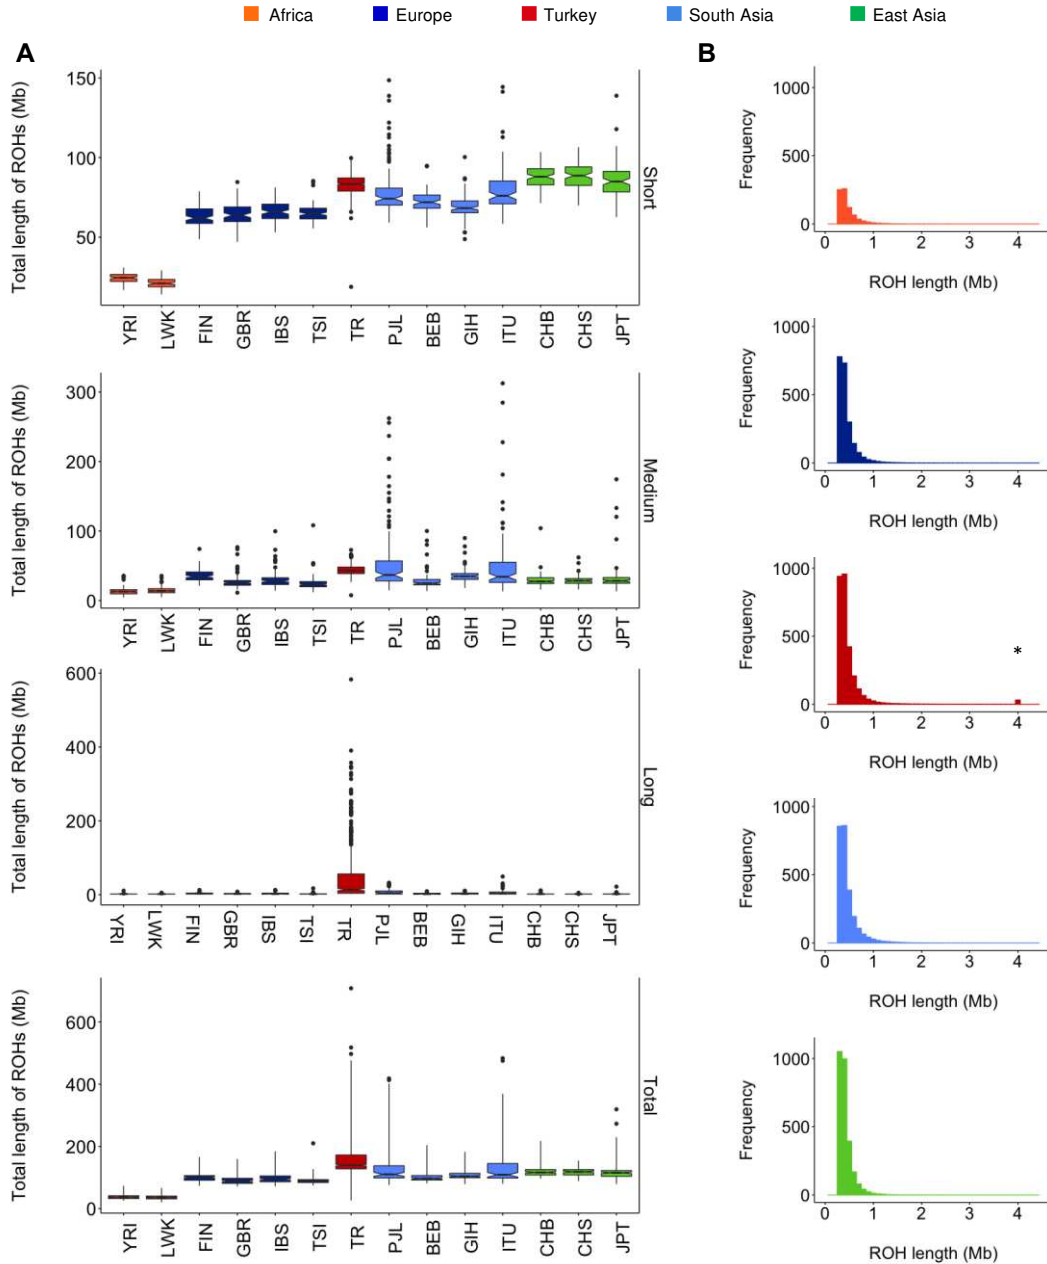 Africa Europe Turkey South Asia East Asia
A
Total length of ROHs (Mb)
150
100
50
Short
YRI LWK FIN GBR IBS TSI TR PJL BEB GIH ITU CHB CHS JPT
Total length of ROHs (Mb)
300
200
100
0
Medium
YRI LWK FIN GBR IBS TSI TR PJL BEB GIH ITU CHB CHS JPT
Total length of ROHs (Mb)
600
400
200
0
Long
YRI LWK FIN GBR IBS TSI TR PJL BEB GIH ITU CHB CHS JPT
Total length of ROHs (Mb)
600
400
200
0
Total
YRI LWK FIN GBR IBS TSI TR PJL BEB GIH ITU CHB CHS JPT
B
Frequency
1000
500
0
0 1 2 3 4
ROH length (Mb)
Frequency
1000
500
0
0 1 2 3 4
ROH length (Mb)
Frequency
1000
500
0
*
0 1 2 3 4
ROH length (Mb)
Frequency
1000
500
0
0 1 2 3 4
ROH length (Mb)
Frequency
1000
500
0
0 1 2 3 4
ROH length (Mb)